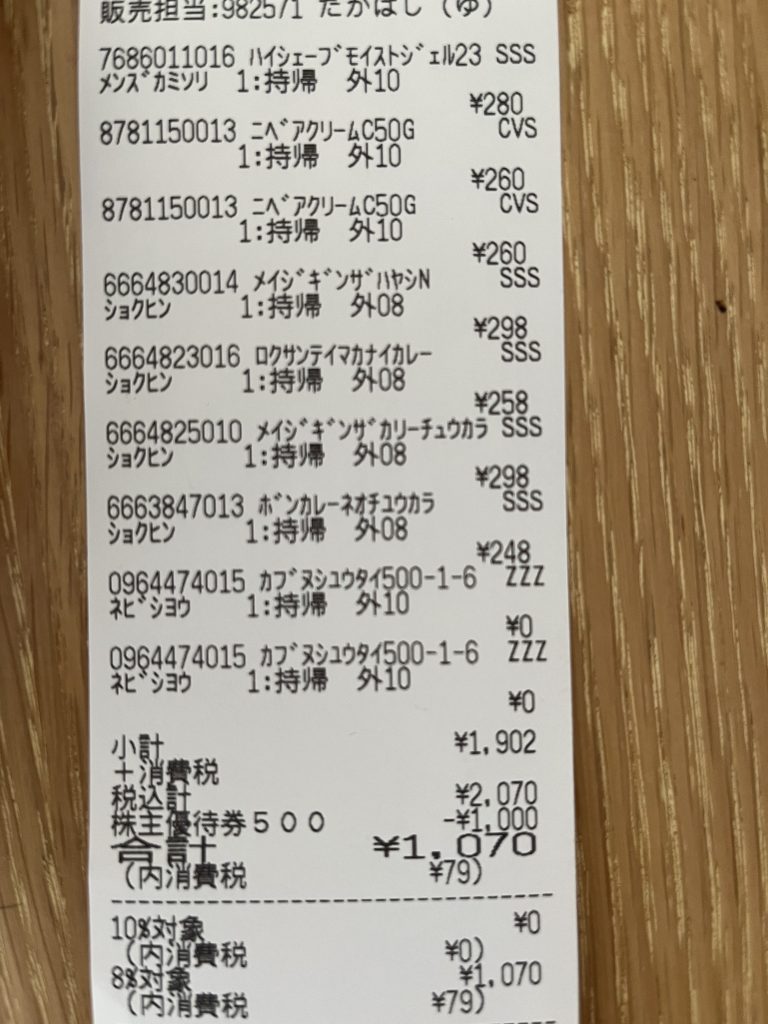 販売担当:982571 たかはし (ゆ)
7686011016 ﾊｲｼｪｰﾌﾞﾓｲｽﾄｼﾞｪﾙ23 SSS
ﾒﾝｽﾞｶﾐｿﾘ 1:持帰 外10
¥280
8781150013 ﾆﾍﾞｱｸﾘｰﾑC50G CVS
1:持帰 外10
¥260
8781150013 ﾆﾍﾞｱｸﾘｰﾑC50G CVS
1:持帰 外10
¥260
6664830014 ﾒｲｼﾞｷﾞﾝｻﾞﾊﾔｼN SSS
ｼｮｸﾋﾝ 1:持帰 外08
¥298
6664823016 ﾛｸｻﾝﾃｲﾏｶﾅｲｶﾚｰ SSS
ｼｮｸﾋﾝ 1:持帰 外08
¥258
6664825010 ﾒｲｼﾞｷﾞﾝｻﾞｶﾘｰﾁｭｳｶﾗ SSS
ｼｮｸﾋﾝ 1:持帰 外08
¥298
6663847013 ﾎﾞﾝｶﾚｰﾈｵﾁﾕｳｶﾗ SSS
ｼｮｸﾋﾝ 1:持帰 外08
¥248
0964474015 ｶﾌﾞﾇｼﾕｳﾀｲ500-1-6 ZZZ
ﾈﾋﾞｼﾖｳ 1:持帰 外10
¥0
0964474015 ｶﾌﾞﾇｼﾕｳﾀｲ500-1-6 ZZZ
ﾈﾋﾞｼﾖｳ 1:持帰 外10
¥0
小計 ¥1,902
＋消費税
税込計 ¥2,070
株主優待券５００ -¥1,000
合計 ¥1,070
(内消費税 ¥79)
10%対象 ¥0
(内消費税 ¥0)
8%対象 ¥1,070
(内消費税 ¥79)